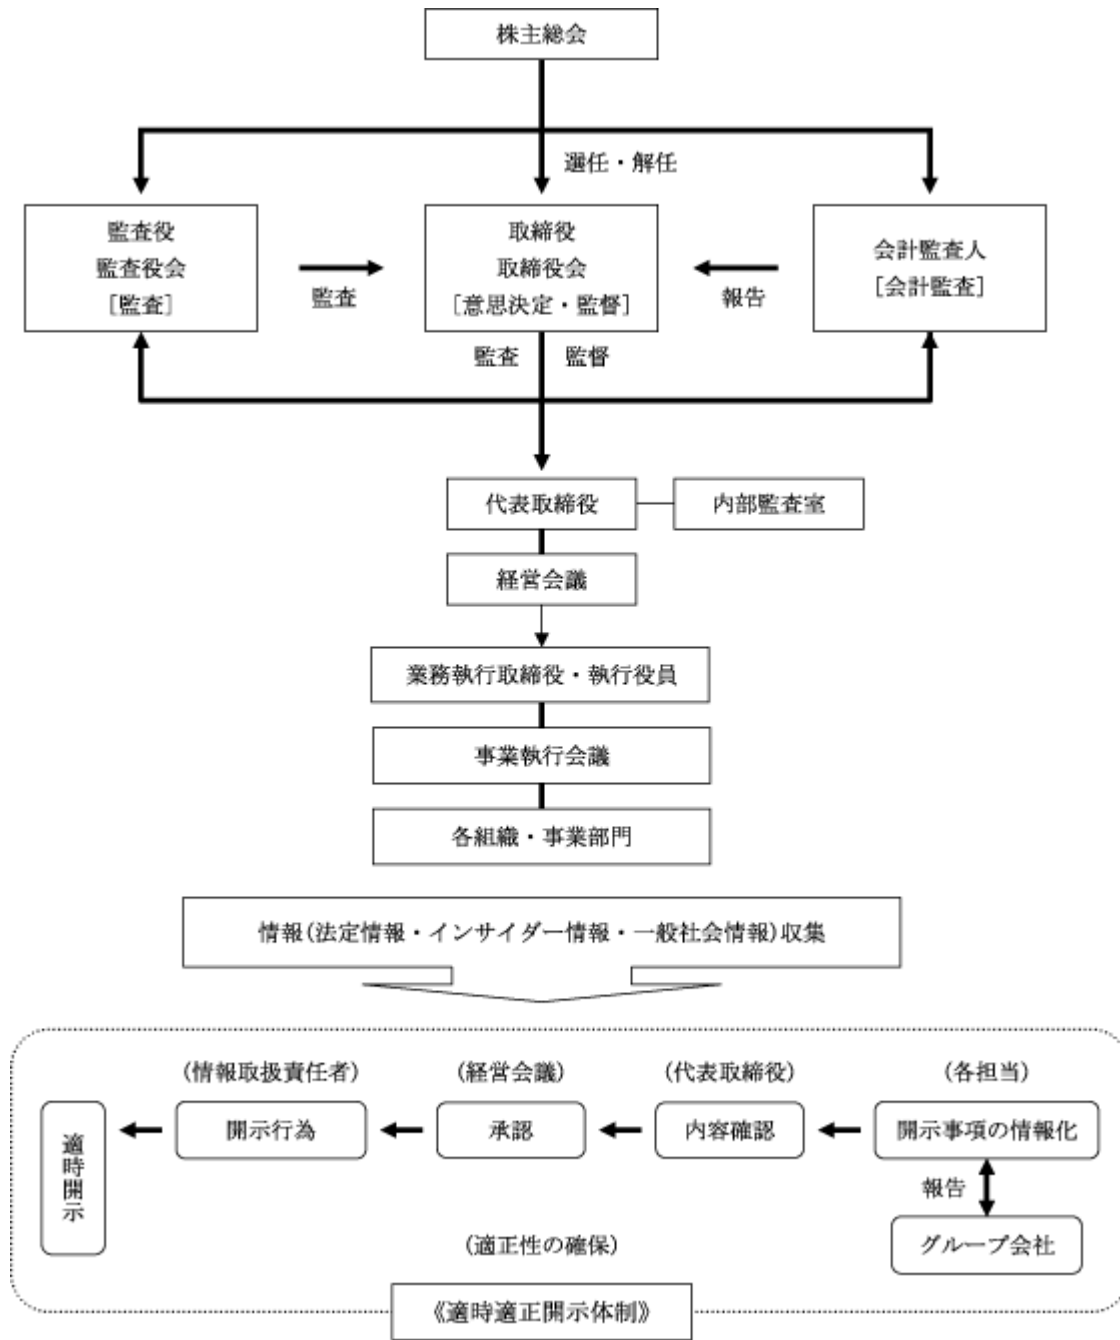 株主総会
選任・解任
監査役
監査役会
[監査]
監査
取締役
取締役会
[意思決定・監督]
報告
会計監査人
[会計監査]
監査
監督
代表取締役
内部監査室
経営会議
業務執行取締役・執行役員
事業執行会議
各組織・事業部門
情報(法定情報・インサイダー情報・一般社会情報)収集
(情報取扱責任者)
(経営会議)
(代表取締役)
(各担当)
適時開示
開示行為
承認
内容確認
開示事項の情報化
報告
グループ会社
(適正性の確保)
《適時適正開示体制》